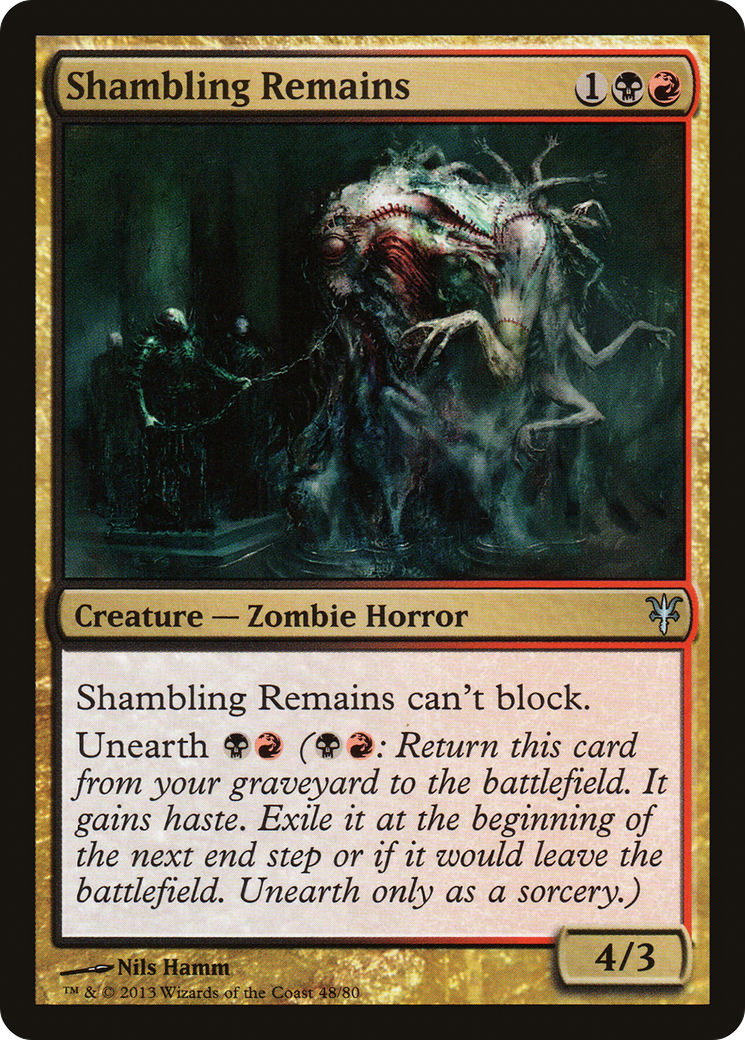 Shambling Remains 1
Creature — Zombie Horror
Shambling Remains can't block.
Unearth (: Return this card
from your graveyard to the battlefield. It
gains haste. Exile it at the beginning of
the next end step or if it would leave the
battlefield. Unearth only as a sorcery.)
4/3
Nils Hamm
™ & © 2013 Wizards of the Coast 48/80